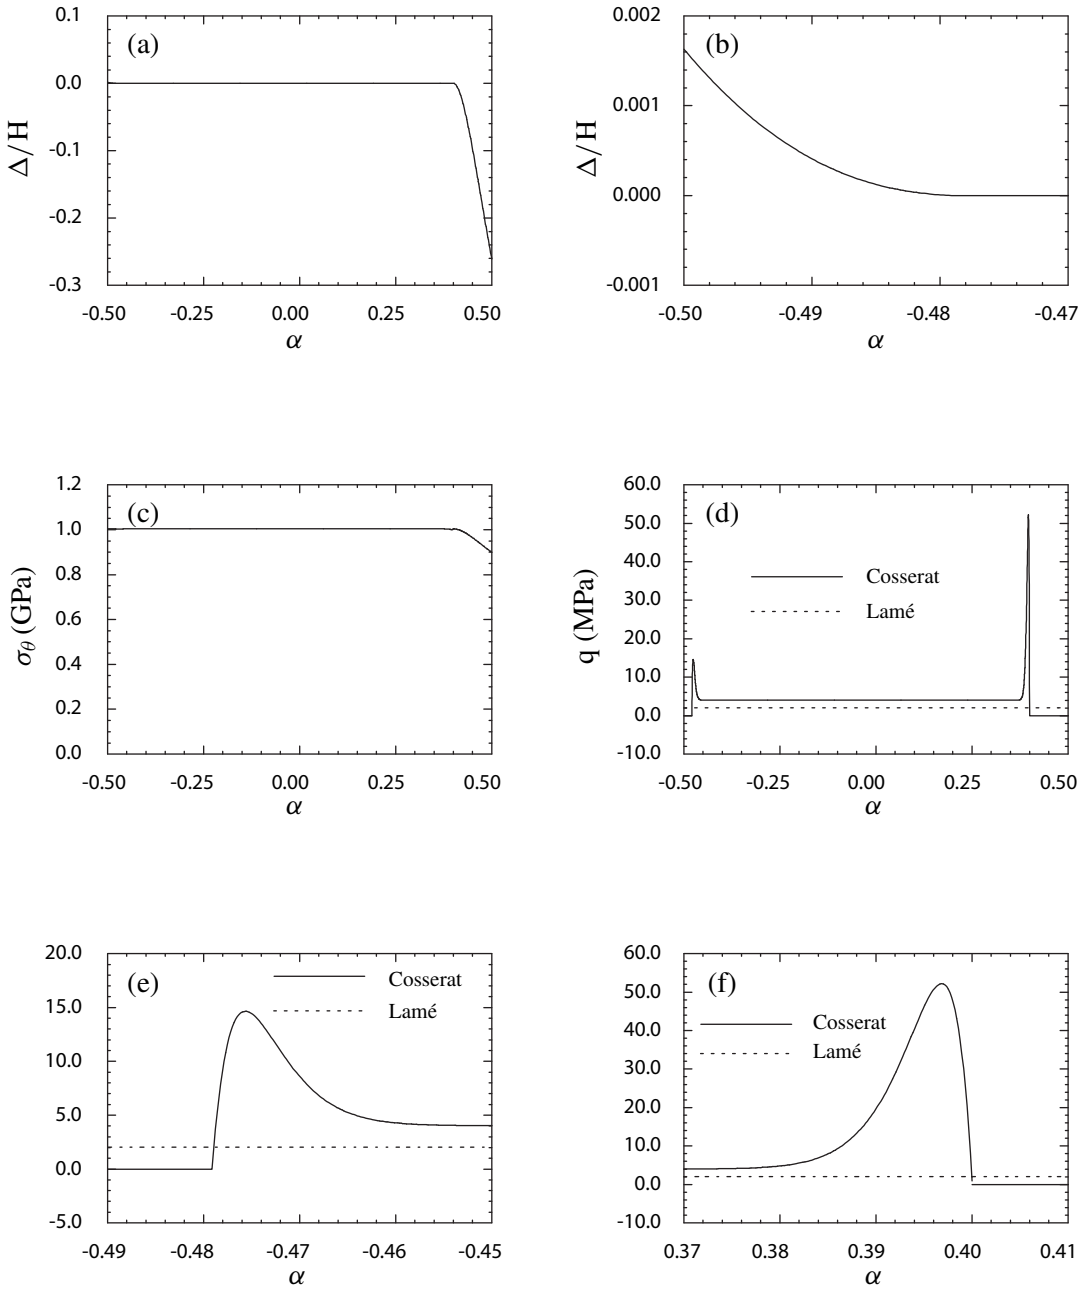 (a)
Δ/H
0.1
0.0
-0.1
-0.2
-0.3
-0.50 -0.25 0.00 0.25 0.50
α
(b)
Δ/H
0.002
0.001
0.000
-0.001
-0.50 -0.49 -0.48 -0.47
α
(c)
σθ (GPa)
1.2
1.0
0.8
0.6
0.4
0.2
0.0
-0.50 -0.25 0.00 0.25 0.50
α
(d)
q (MPa)
60.0
50.0
40.0
30.0
20.0
10.0
0.0
-10.0
Cosserat
Lamé
-0.50 -0.25 0.00 0.25 0.50
α
(e)
20.0
15.0
10.0
5.0
0.0
-5.0
Cosserat
Lamé
-0.49 -0.48 -0.47 -0.46 -0.45
α
(f)
60.0
50.0
40.0
30.0
20.0
10.0
0.0
-10.0
Cosserat
Lamé
0.37 0.38 0.39 0.40 0.41
α